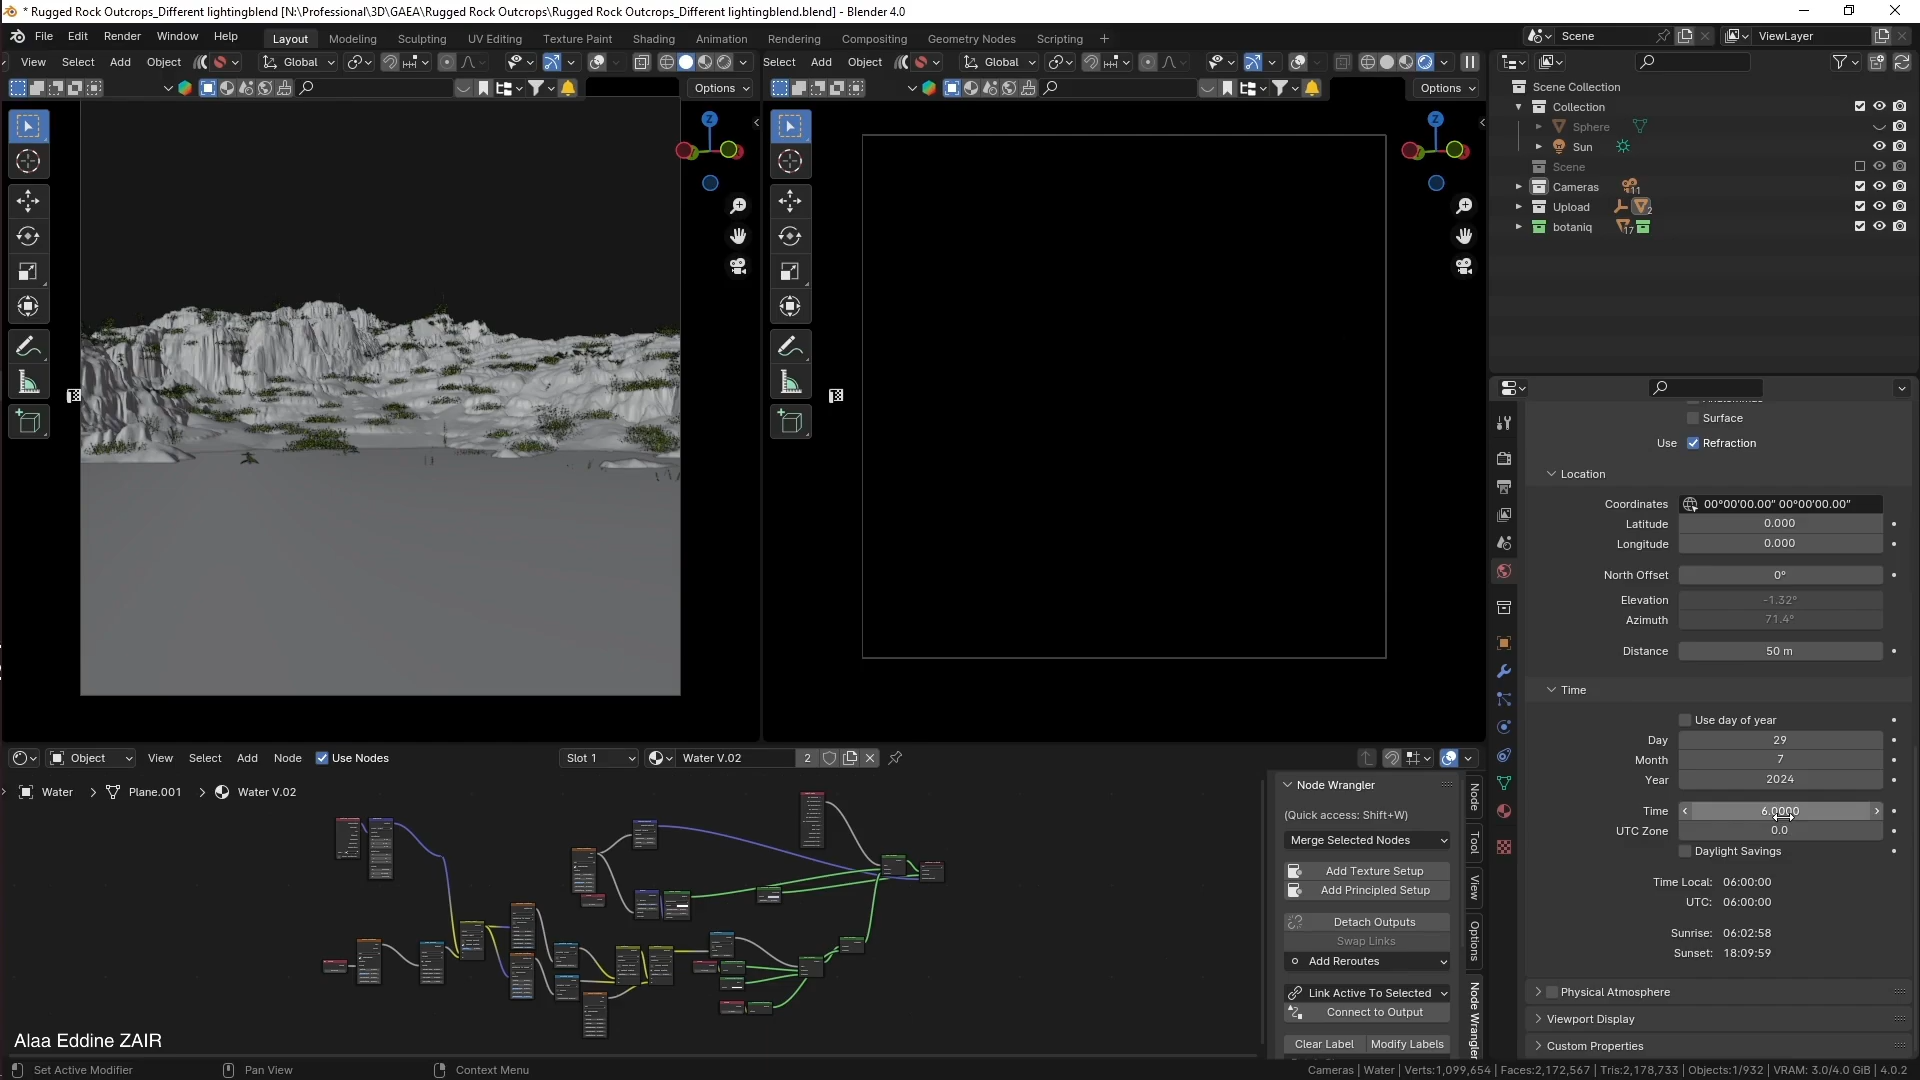 * Rugged Rock Outcrops_Different lightingblend [N:\Professional\3D\GAEA\Rugged Rock Outcrops\Rugged Rock Outcrops_Different lightingblend.blend] - Blender 4.0
File Edit Render Window Help Layout Modeling Sculpting UV Editing Texture Paint Shading Animation Rendering Compositing Geometry Nodes Scripting + Scene ViewLayer
View Select Add Object Global Select Add Object Global
Options Options
Scene Collection
Collection
Sphere
Sun
Scene
Cameras 11
Upload 2
botaniq 17
Z Z
Surface
Use Refraction
Location
Coordinates 00°00'00.00" 00°00'00.00"
Latitude 0.000
Longitude 0.000
North Offset 0°
Elevation -1.32°
Azimuth 71.4°
Distance 50 m
Time
Use day of year
Day 29
Month 7
Year 2024
Time 6.0000
UTC Zone 0.0
Daylight Savings
Time Local: 06:00:00
UTC: 06:00:00
Sunrise: 06:02:58
Sunset: 18:09:59
Physical Atmosphere
Viewport Display
Custom Properties
Object View Select Add Node Use Nodes Slot 1 Water V.02 2
Water > Plane.001 > Water V.02
Node Wrangler
(Quick access: Shift+W)
Merge Selected Nodes
Add Texture Setup
Add Principled Setup
Detach Outputs
Swap Links
Add Reroutes
Link Active To Selected
Connect to Output
Clear Label Modify Labels
Node
Tool
View
Options
Node Wrangler
Alaa Eddine ZAIR
Set Active Modifier Pan View Context Menu Cameras | Water | Verts:1,099,654 | Faces:2,172,567 | Tris:2,178,733 | Objects:1/932 | VRAM: 3.0/4.0 GiB | 4.0.2